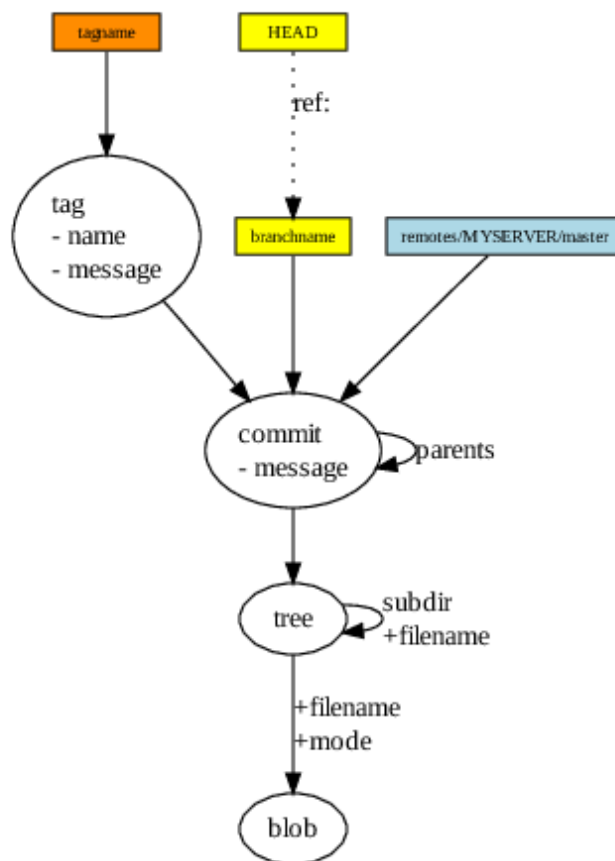 tagname
HEAD
ref:
tag
- name
- message
branchname
remotes/MYSERVER/master
commit
- message
parents
tree
subdir
+filename
+filename
+mode
blob